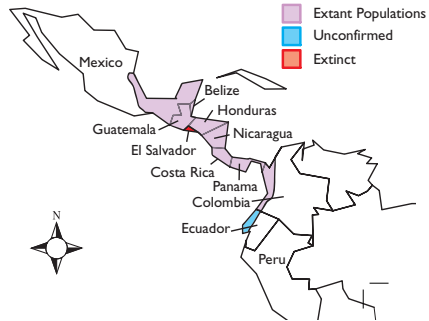 Extant Populations
Unconfirmed
Extinct
Mexico
Belize
Honduras
Guatemala
Nicaragua
El Salvador
Costa Rica
Panama
Colombia
Ecuador
Peru
N